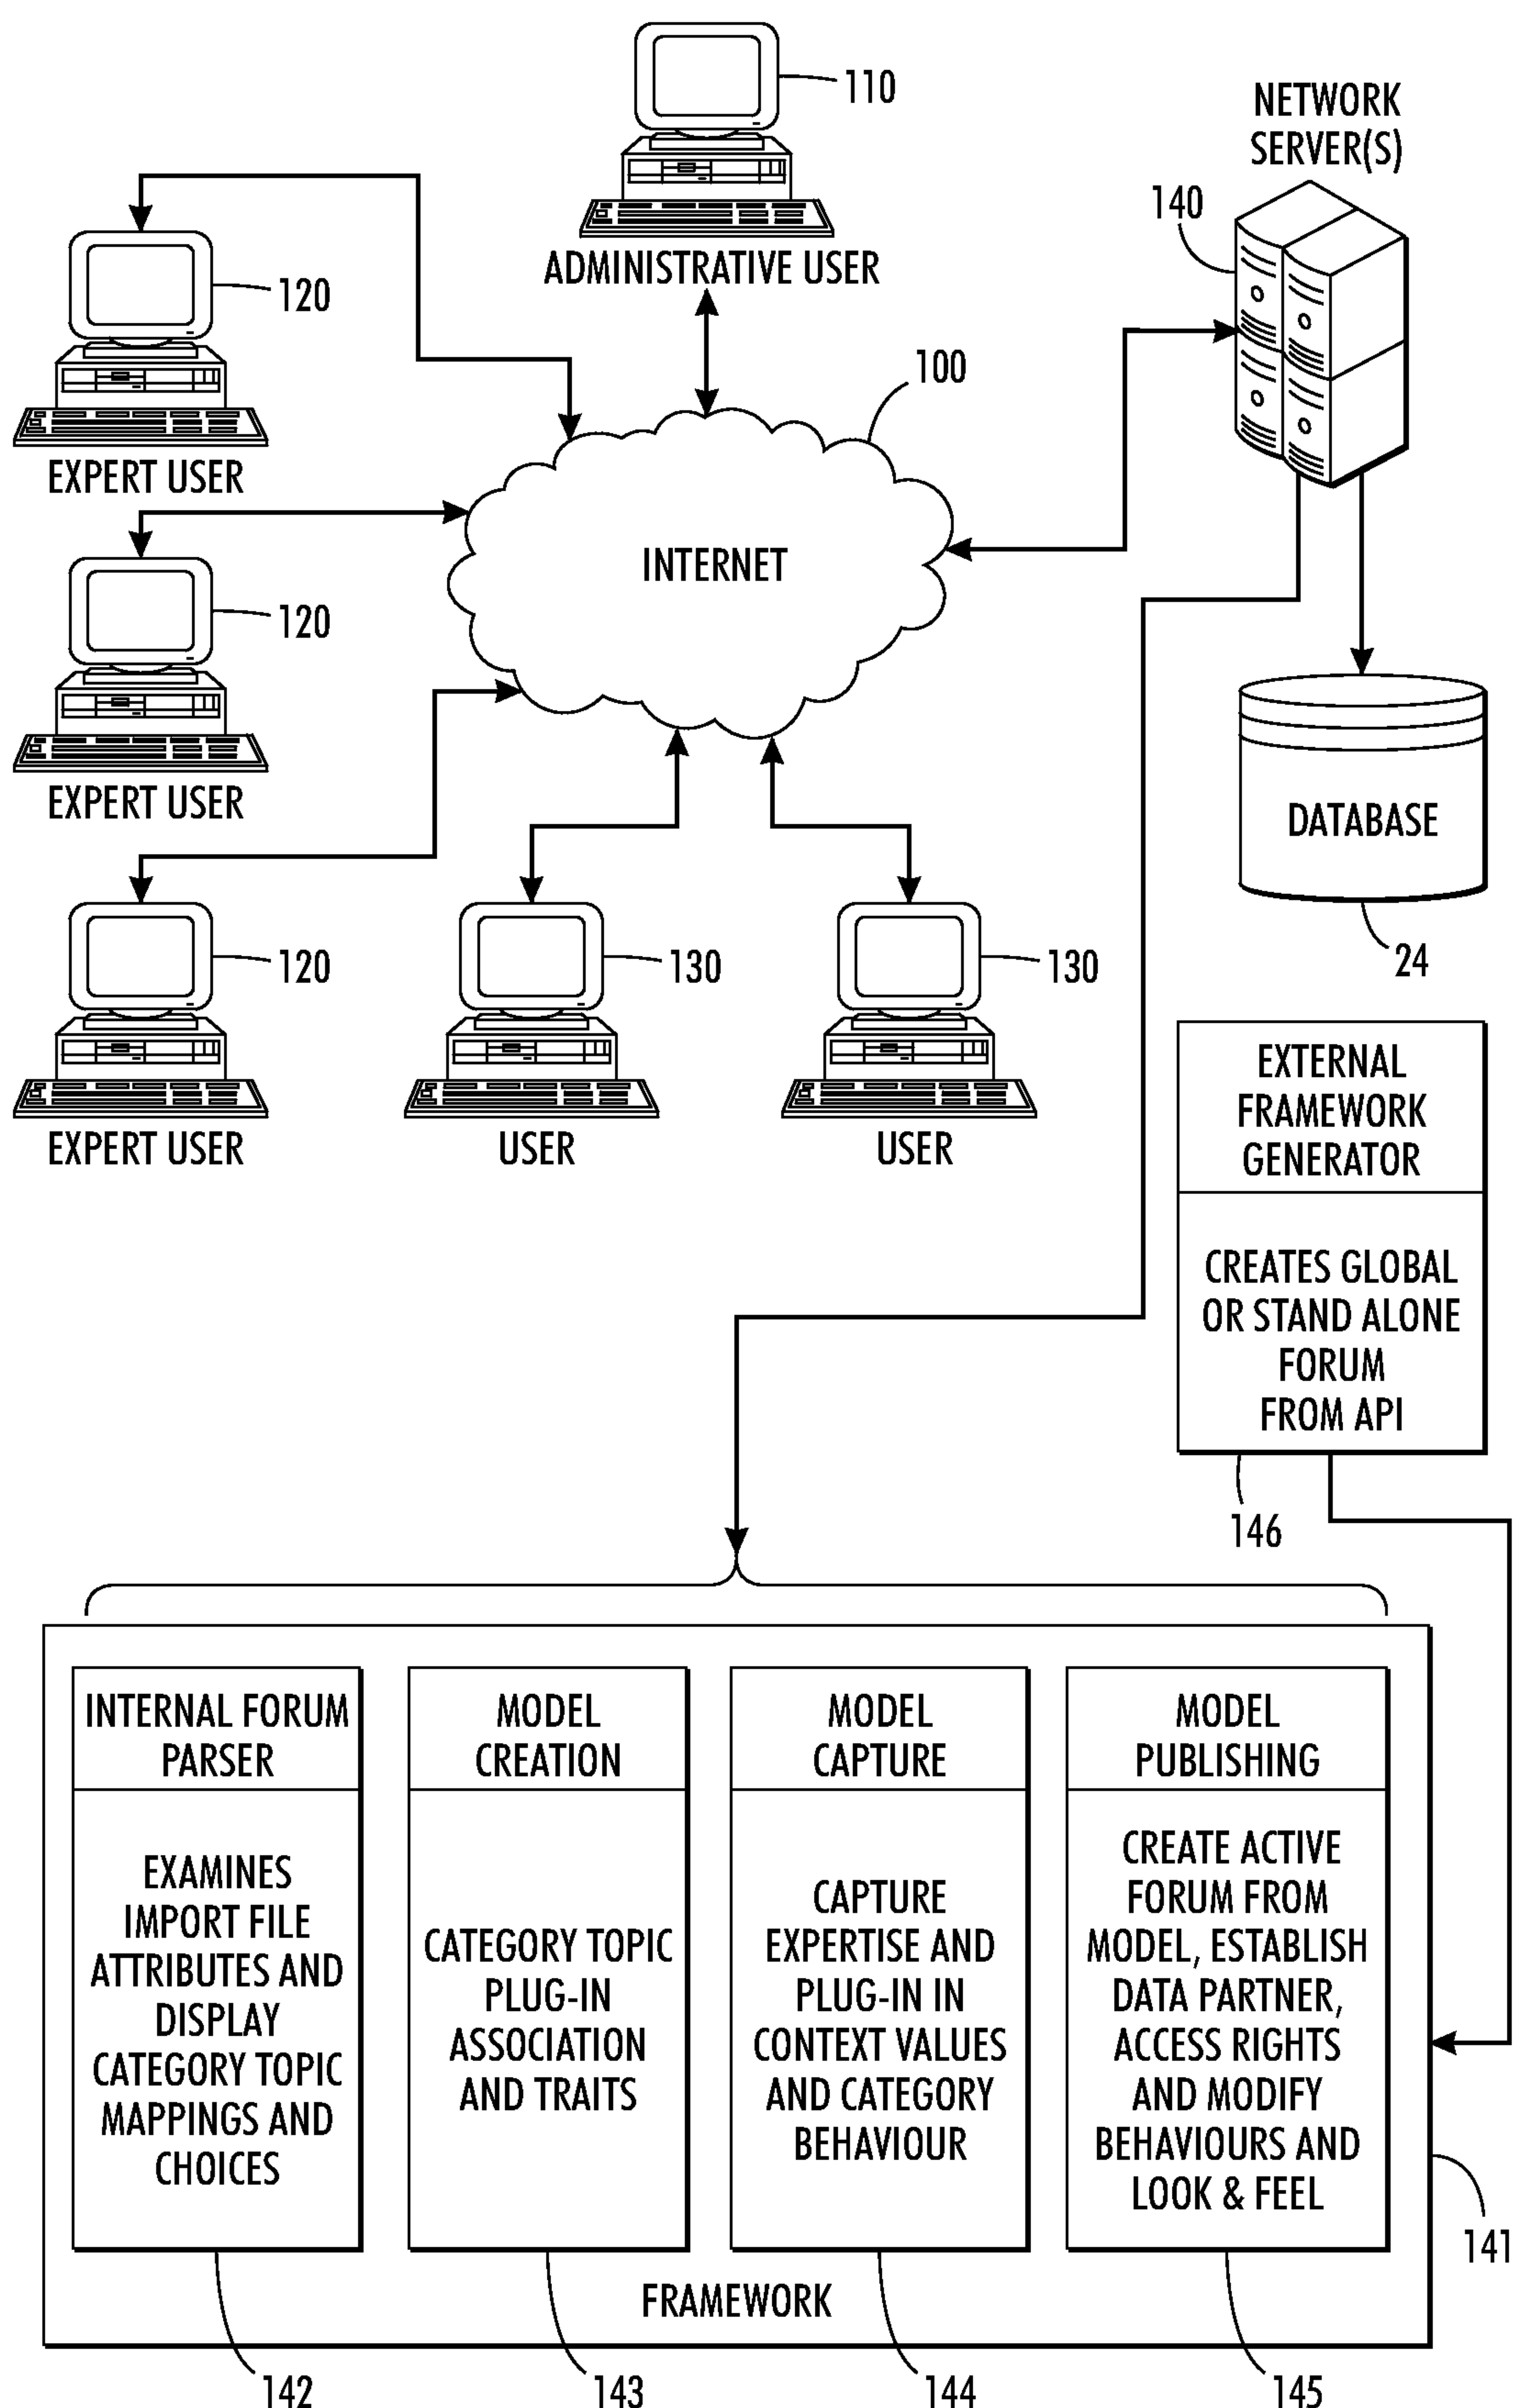 110
ADMINISTRATIVE USER
NETWORK
SERVER(S)
140
120
EXPERT USER
100
INTERNET
120
EXPERT USER
120
EXPERT USER
130
USER
130
USER
DATABASE
24
EXTERNAL
FRAMEWORK
GENERATOR
CREATES GLOBAL
OR STAND ALONE
FORUM
FROM API
146
INTERNAL FORUM
PARSER
EXAMINES
IMPORT FILE
ATTRIBUTES AND
DISPLAY
CATEGORY TOPIC
MAPPINGS AND
CHOICES
MODEL
CREATION
CATEGORY TOPIC
PLUG-IN
ASSOCIATION
AND TRAITS
MODEL
CAPTURE
CAPTURE
EXPERTISE AND
PLUG-IN IN
CONTEXT VALUES
AND CATEGORY
BEHAVIOUR
MODEL
PUBLISHING
CREATE ACTIVE
FORUM FROM
MODEL, ESTABLISH
DATA PARTNER,
ACCESS RIGHTS
AND MODIFY
BEHAVIOURS AND
LOOK & FEEL
141
FRAMEWORK
142
143
144
145